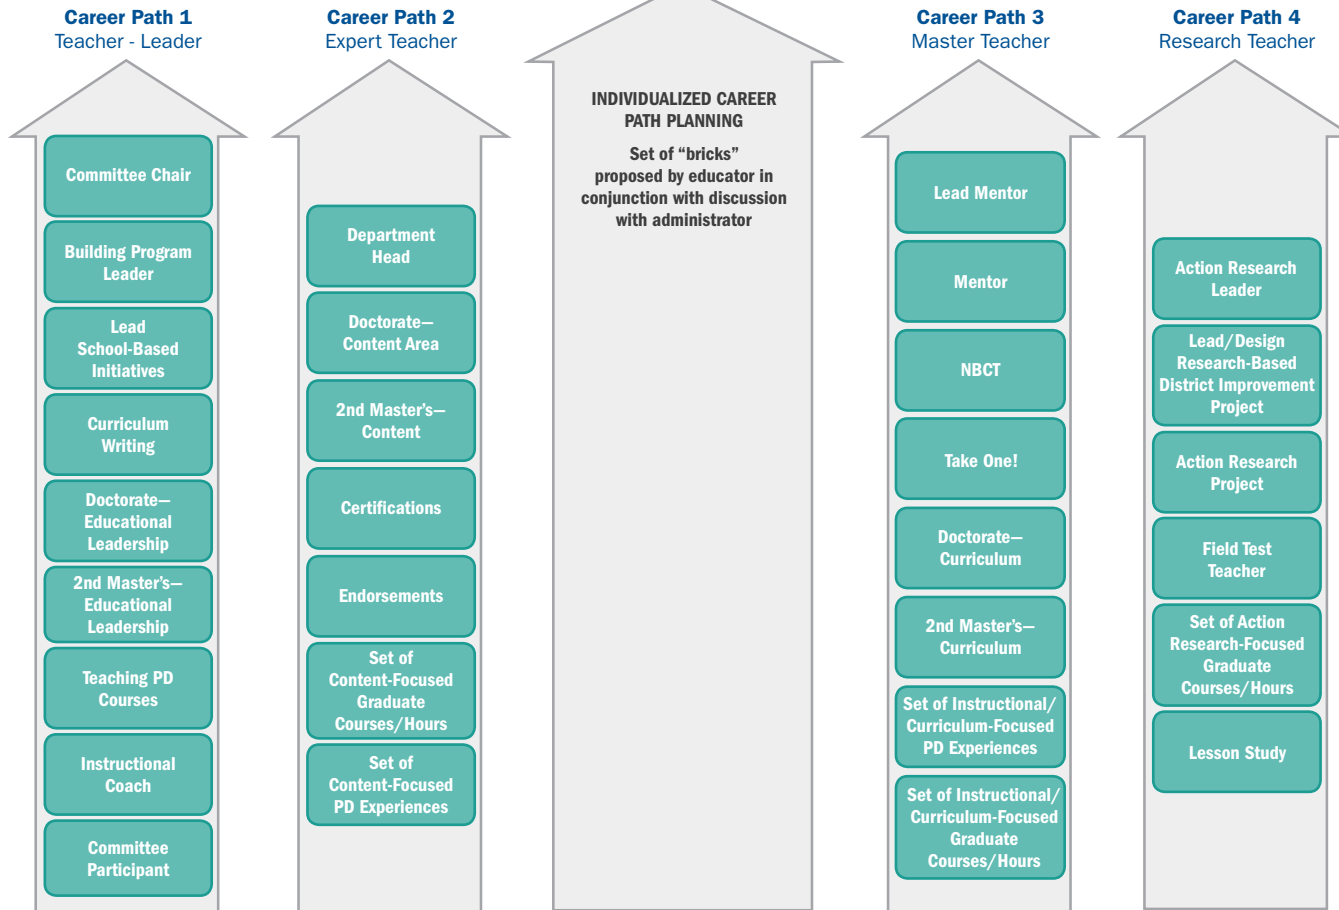 Career Path 1
Teacher - Leader
Committee Chair
Building Program
Leader
Lead
School-Based
Initiatives
Curriculum
Writing
Doctorate—
Educational
Leadership
2nd Master's—
Educational
Leadership
Teaching PD
Courses
Instructional
Coach
Committee
Participant
Career Path 2
Expert Teacher
Department
Head
Doctorate—
Content Area
2nd Master's—
Content
Certifications
Endorsements
Set of
Content-Focused
Graduate
Courses/Hours
Set of
Content-Focused
PD Experiences
INDIVIDUALIZED CAREER
PATH PLANNING
Set of “bricks”
proposed by educator in
conjunction with discussion
with administrator
Career Path 3
Master Teacher
Lead Mentor
Mentor
NBCT
Take One!
Doctorate—
Curriculum
2nd Master's—
Curriculum
Set of Instructional/
Curriculum-Focused
PD Experiences
Set of Instructional/
Curriculum-Focused
Graduate
Courses/Hours
Career Path 4
Research Teacher
Action Research
Leader
Lead/Design
Research-Based
District Improvement
Project
Action Research
Project
Field Test
Teacher
Set of Action
Research-Focused
Graduate
Courses/Hours
Lesson Study